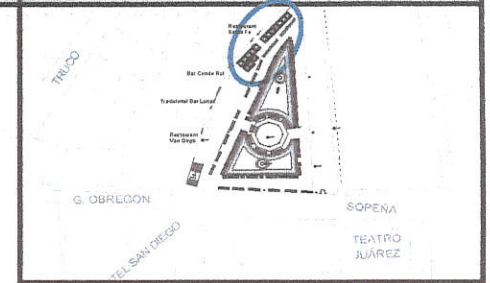 Restaurant
Santa Fe
TRUCO
Bar Conde Rul
Tradicional Bar Luna
Restaurant
Van Gogh
G. OBREGON
SOPEÑA
TEATRO
JUÁREZ
TEL SAN DIEGO